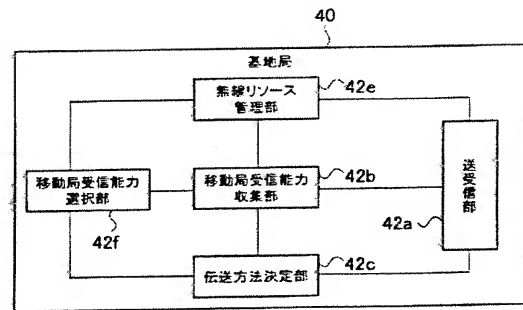 40
基地局
無線リソース
管理部
42e
移動局受信能力
選択部
42f
移動局受信能力
収集部
42b
送受信部
42a
伝送方法決定部
42c